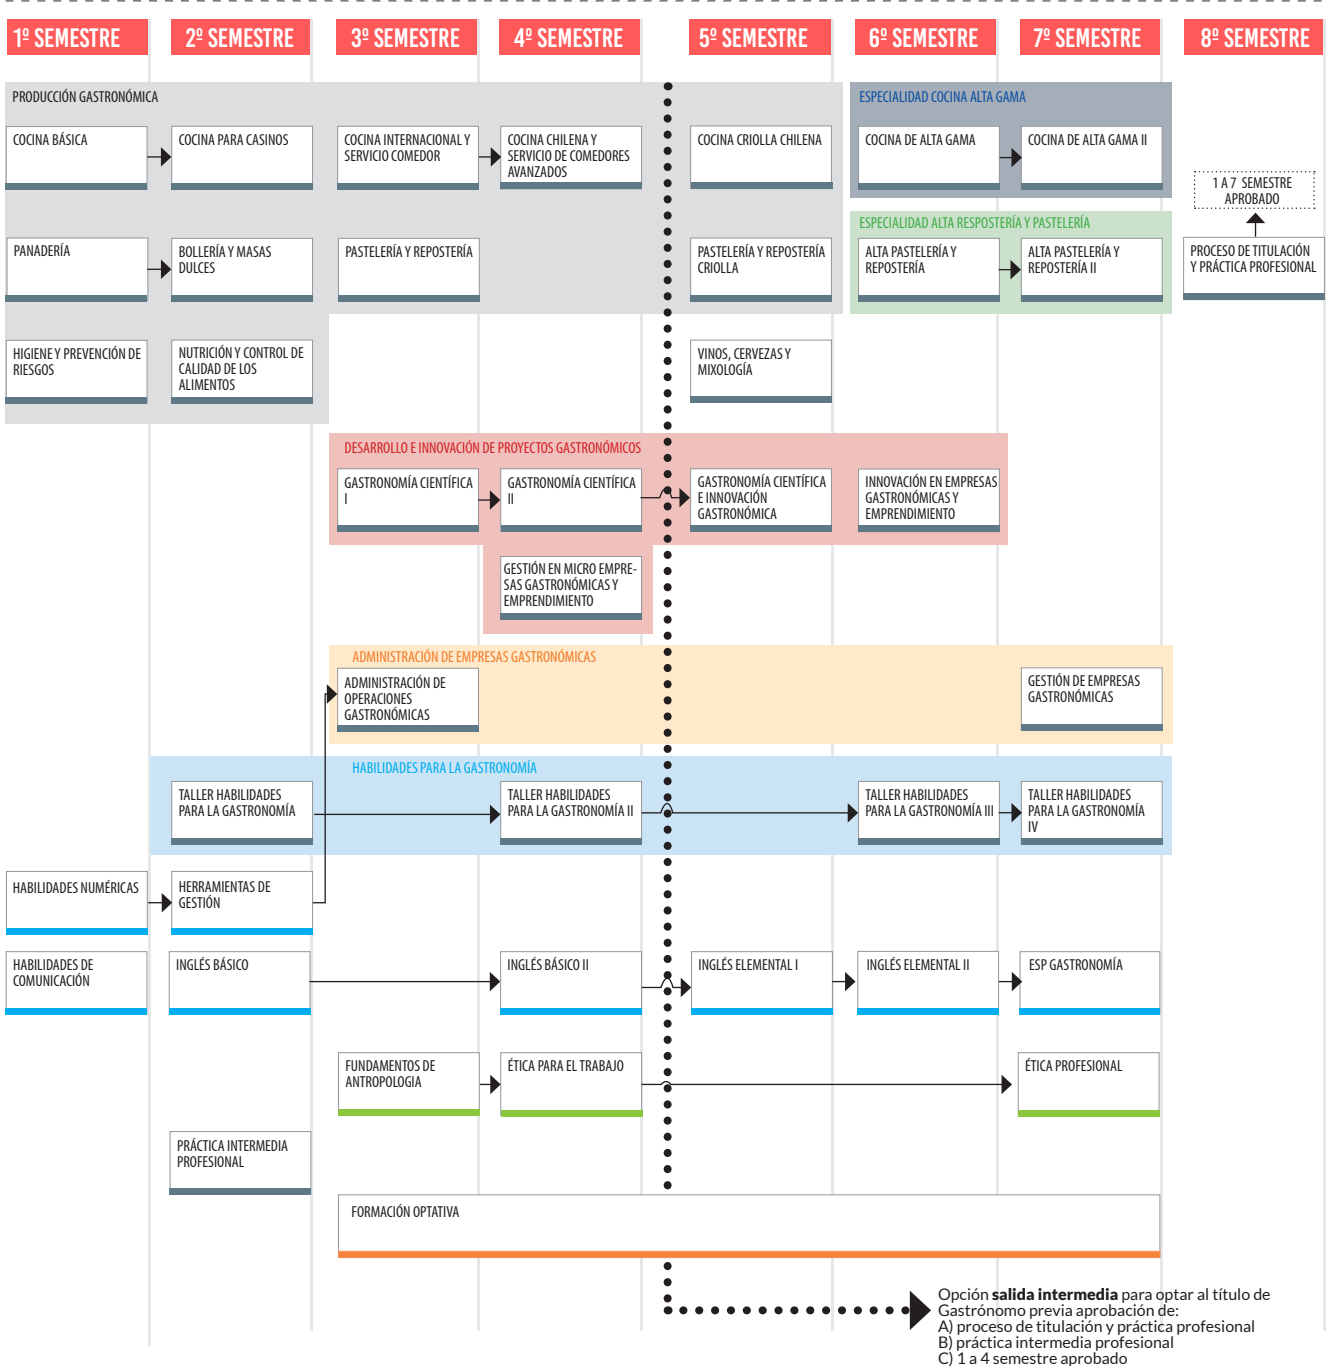 1º SEMESTRE
2º SEMESTRE
3º SEMESTRE
4º SEMESTRE
5º SEMESTRE
6º SEMESTRE
7º SEMESTRE
8º SEMESTRE
PRODUCCIÓN GASTRONÓMICA
ESPECIALIDAD COCINA ALTA GAMA
COCINA BÁSICA
COCINA PARA CASINOS
COCINA INTERNACIONAL Y
SERVICIO COMEDOR
COCINA CHILENA Y
SERVICIO DE COMEDORES
AVANZADOS
COCINA CRIOLLA CHILENA
COCINA DE ALTA GAMA
COCINA DE ALTA GAMA II
1 A 7 SEMESTRE
APROBADO
ESPECIALIDAD ALTA RESPOSTERÍA Y PASTELERÍA
PANADERÍA
BOLLERÍA Y MASAS
DULCES
PASTELERÍA Y REPOSTERÍA
PASTELERÍA Y REPOSTERÍA
CRIOLLA
ALTA PASTELERÍA Y
REPOSTERÍA
ALTA PASTELERÍA Y
REPOSTERÍA II
PROCESO DE TITULACIÓN
Y PRÁCTICA PROFESIONAL
HIGIENE Y PREVENCIÓN DE
RIESGOS
NUTRICIÓN Y CONTROL DE
CALIDAD DE LOS
ALIMENTOS
VINOS, CERVEZAS Y
MIXOLOGÍA
DESARROLLO E INNOVACIÓN DE PROYECTOS GASTRONÓMICOS
GASTRONOMÍA CIENTÍFICA
I
GASTRONOMÍA CIENTÍFICA
II
GASTRONOMÍA CIENTÍFICA
E INNOVACIÓN
GASTRONÓMICA
INNOVACIÓN EN EMPRESAS
GASTRONÓMICAS Y
EMPRENDIMIENTO
GESTIÓN EN MICRO EMPRE-
SAS GASTRONÓMICAS Y
EMPRENDIMIENTO
ADMINISTRACIÓN DE EMPRESAS GASTRONÓMICAS
ADMINISTRACIÓN DE
OPERACIONES
GASTRONÓMICAS
GESTIÓN DE EMPRESAS
GASTRONÓMICAS
HABILIDADES PARA LA GASTRONOMÍA
TALLER HABILIDADES
PARA LA GASTRONOMÍA
TALLER HABILIDADES
PARA LA GASTRONOMÍA II
TALLER HABILIDADES
PARA LA GASTRONOMÍA III
TALLER HABILIDADES
PARA LA GASTRONOMÍA
IV
HABILIDADES NUMÉRICAS
HERRAMIENTAS DE
GESTIÓN
HABILIDADES DE
COMUNICACIÓN
INGLÉS BÁSICO
INGLÉS BÁSICO II
INGLÉS ELEMENTAL I
INGLÉS ELEMENTAL II
ESP GASTRONOMÍA
FUNDAMENTOS DE
ANTROPOLOGIA
ÉTICA PARA EL TRABAJO
ÉTICA PROFESIONAL
PRÁCTICA INTERMEDIA
PROFESIONAL
FORMACIÓN OPTATIVA
Opción salida intermedia para optar al título de
Gastrónomo previa aprobación de:
A) proceso de titulación y práctica profesional
B) práctica intermedia profesional
C) 1 a 4 semestre aprobado